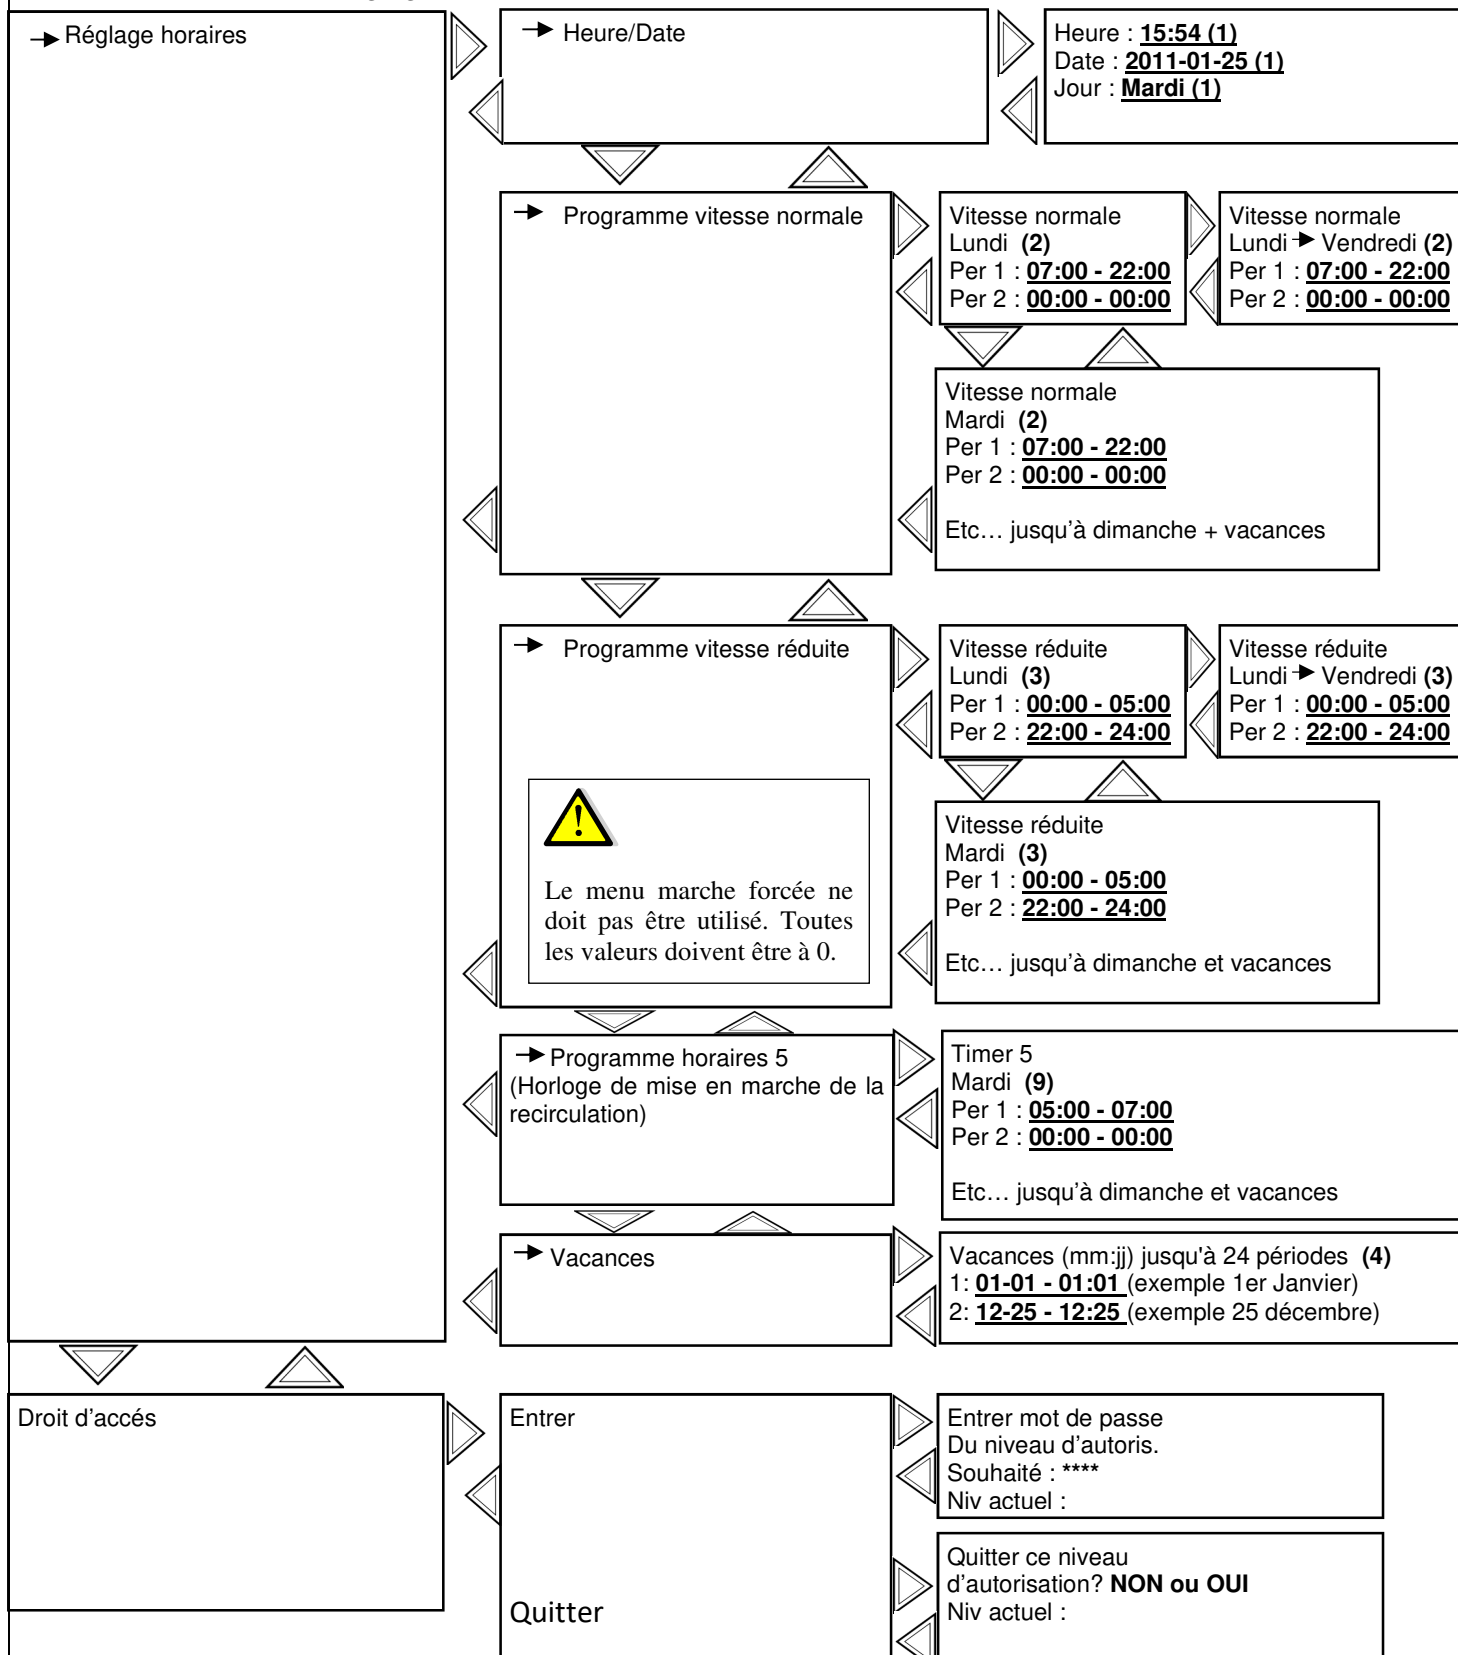 Réglage horaires
Heure/Date
Heure : 15:54 (1)
Date : 2011-01-25 (1)
Jour : Mardi (1)
Programme vitesse normale
Vitesse normale
Lundi (2)
Per 1 : 07:00 - 22:00
Per 2 : 00:00 - 00:00
Vitesse normale
Lundi → Vendredi (2)
Per 1 : 07:00 - 22:00
Per 2 : 00:00 - 00:00
Vitesse normale
Mardi (2)
Per 1 : 07:00 - 22:00
Per 2 : 00:00 - 00:00
Etc… jusqu’à dimanche + vacances
Programme vitesse réduite
Le menu marche forcée ne
doit pas être utilisé. Toutes
les valeurs doivent être à 0.
Vitesse réduite
Lundi (3)
Per 1 : 00:00 - 05:00
Per 2 : 22:00 - 24:00
Vitesse réduite
Lundi → Vendredi (3)
Per 1 : 00:00 - 05:00
Per 2 : 22:00 - 24:00
Vitesse réduite
Mardi (3)
Per 1 : 00:00 - 05:00
Per 2 : 22:00 - 24:00
Etc… jusqu’à dimanche et vacances
Programme horaires 5
(Horloge de mise en marche de la
recirculation)
Timer 5
Mardi (9)
Per 1 : 05:00 - 07:00
Per 2 : 00:00 - 00:00
Etc… jusqu’à dimanche et vacances
Vacances
Vacances (mm:jj) jusqu'à 24 périodes (4)
1: 01-01 - 01:01 (exemple 1er Janvier)
2: 12-25 - 12:25 (exemple 25 décembre)
Droit d’accés
Entrer
Entrer mot de passe
Du niveau d’autoris.
Souhaité : ****
Niv actuel :
Quitter
Quitter ce niveau
d’autorisation? NON ou OUI
Niv actuel :